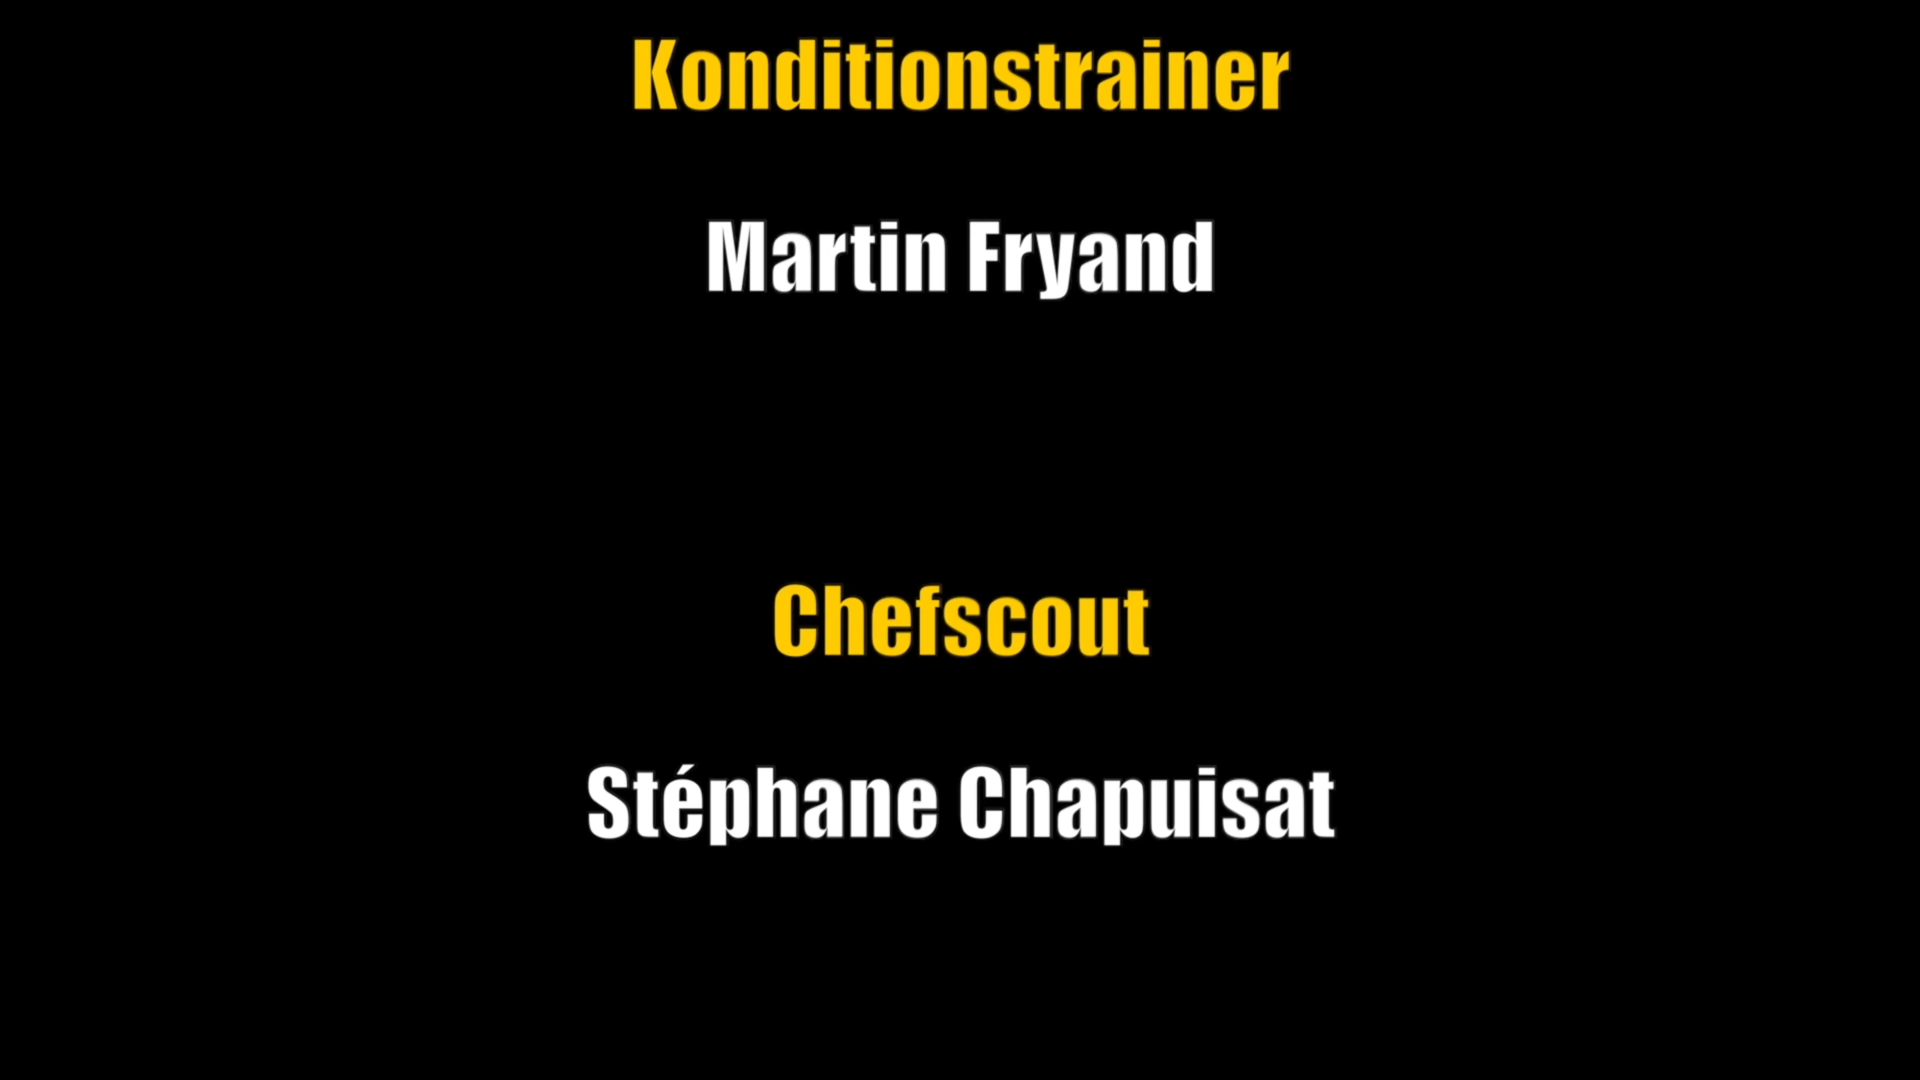 Konditionstrainer
Martin Fryand
Chefscout
Stéphane Chapuisat